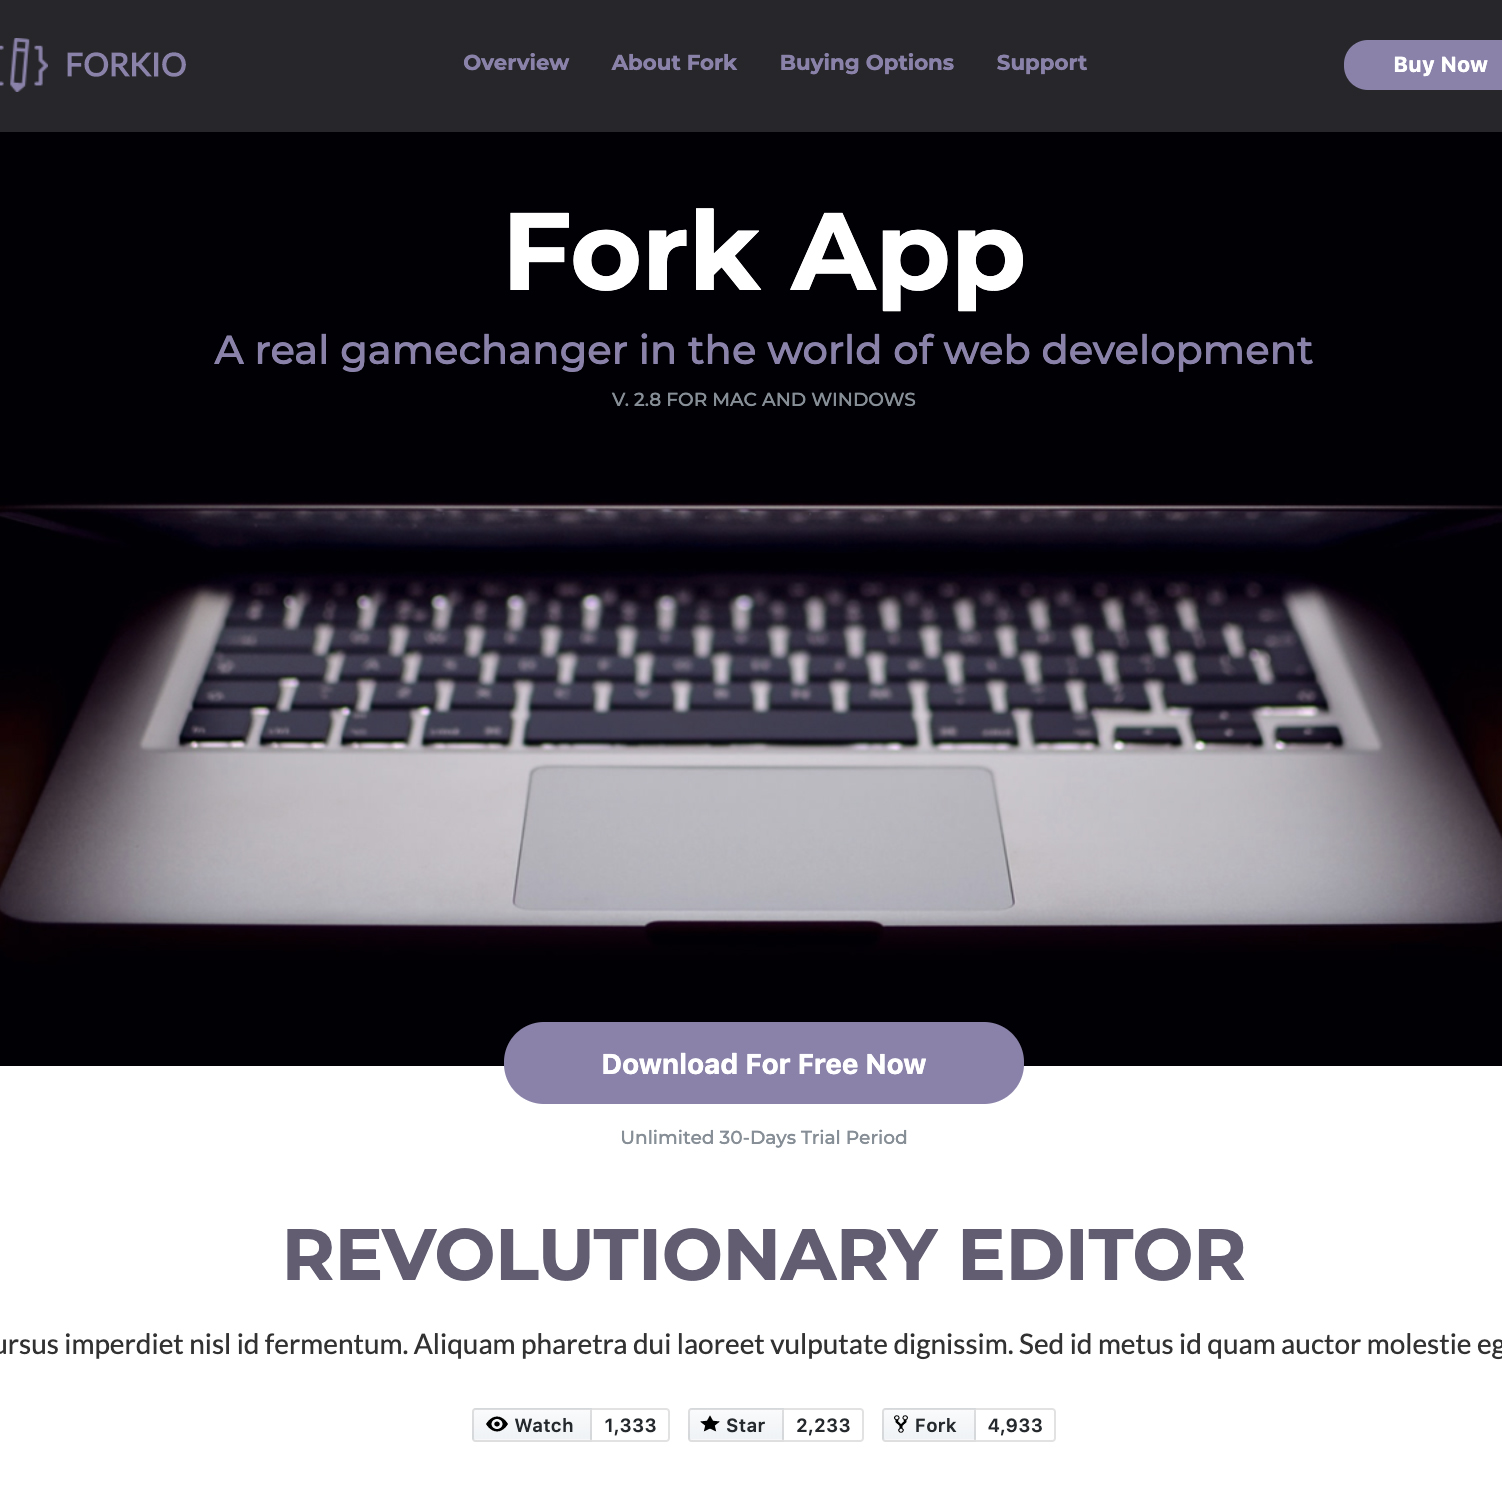 FORKIO
Overview About Fork Buying Options Support
Buy Now
Fork App
A real gamechanger in the world of web development
V. 2.8 FOR MAC AND WINDOWS
Download For Free Now
Unlimited 30-Days Trial Period
REVOLUTIONARY EDITOR
imperdiet nisl id fermentum. Aliquam pharetra dui laoreet vulputate dignissim. Sed id metus id quam auctor molestie
Watch 1,333 Star 2,233 Fork 4,933